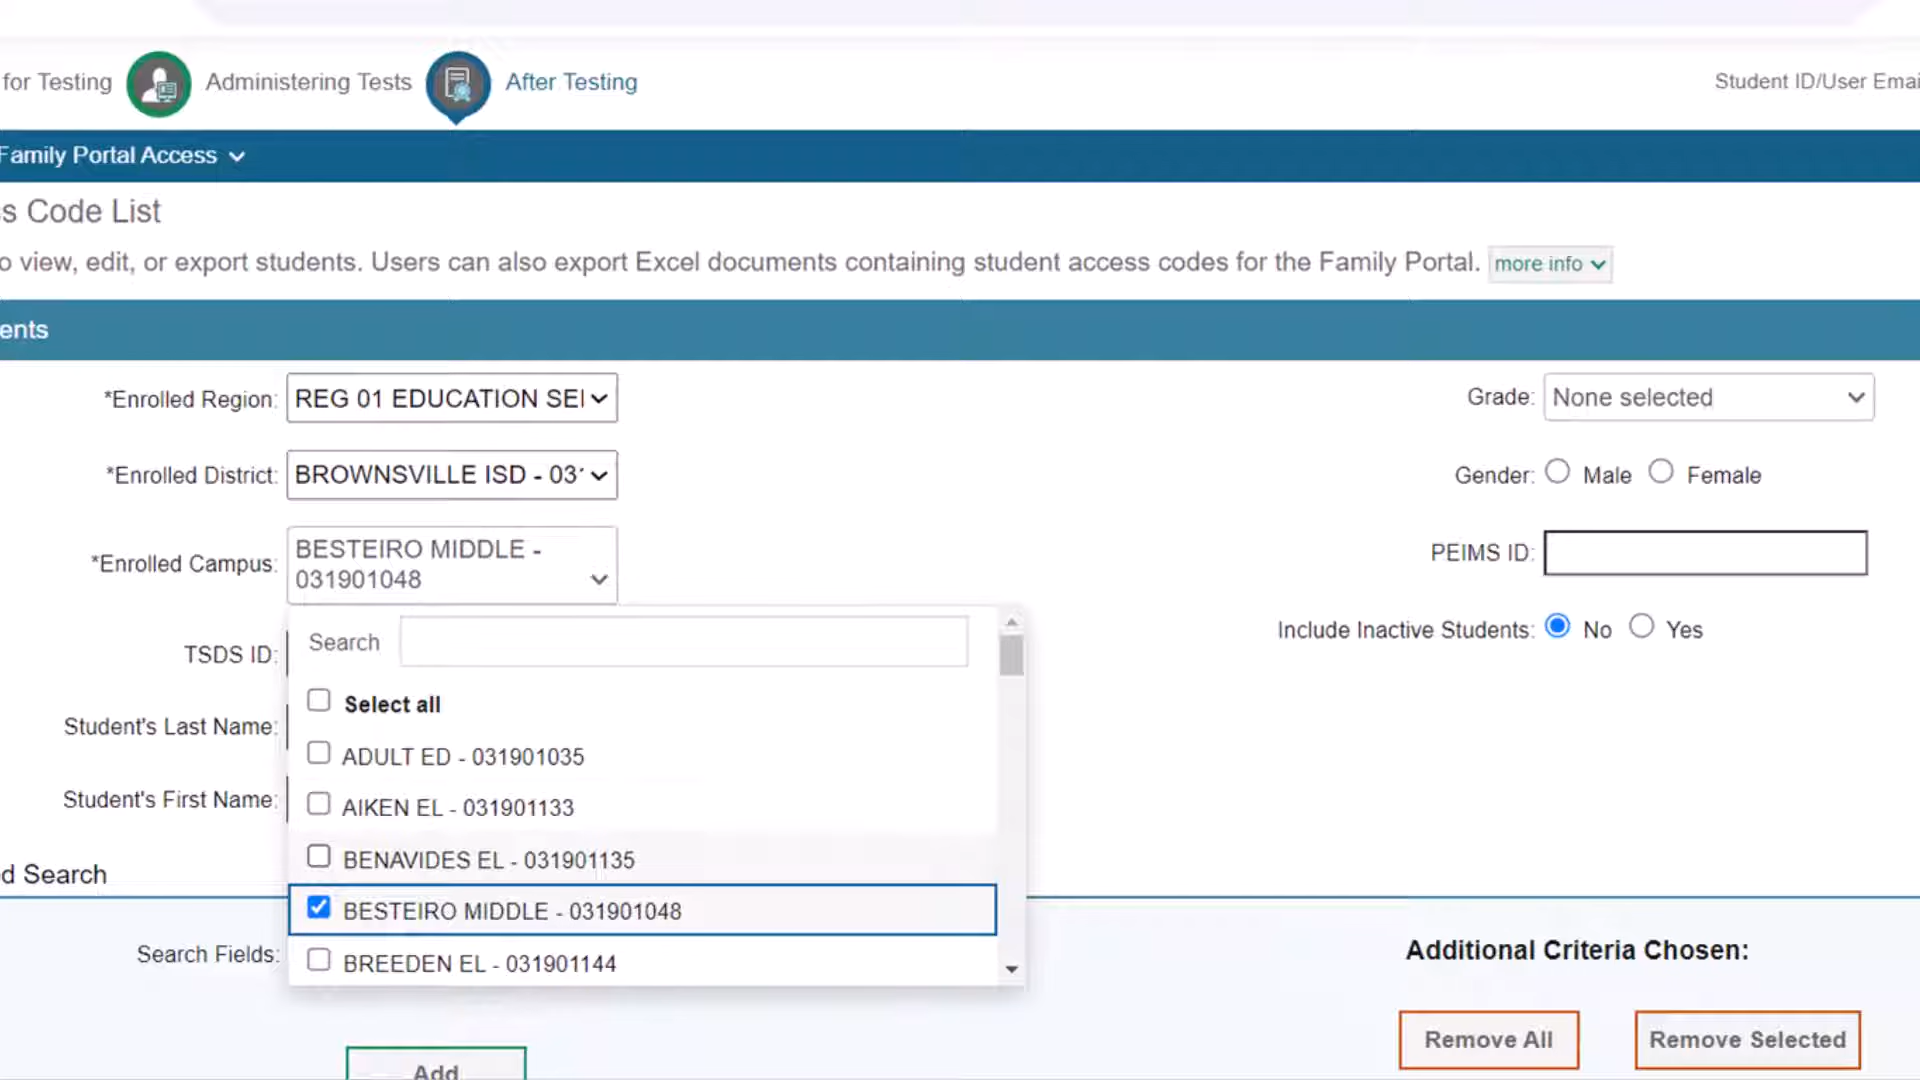 for Testing
Administering Tests
After Testing
Student ID/User Emai
Family Portal Access
s Code List
o view, edit, or export students. Users can also export Excel documents containing student access codes for the Family Portal. more info
ents
*Enrolled Region: REG 01 EDUCATION SEI
Grade: None selected
*Enrolled District: BROWNSVILLE ISD - 03
Gender: Male Female
*Enrolled Campus: BESTEIRO MIDDLE -
031901048
PEIMS ID:
Include Inactive Students: No Yes
TSDS ID:
Search
Select all
Student's Last Name:
ADULT ED - 031901035
Student's First Name:
AIKEN EL - 031901133
BENAVIDES EL - 031901135
d Search
BESTEIRO MIDDLE - 031901048
Search Fields:
BREEDEN EL - 031901144
Additional Criteria Chosen:
Remove All
Remove Selected
Add